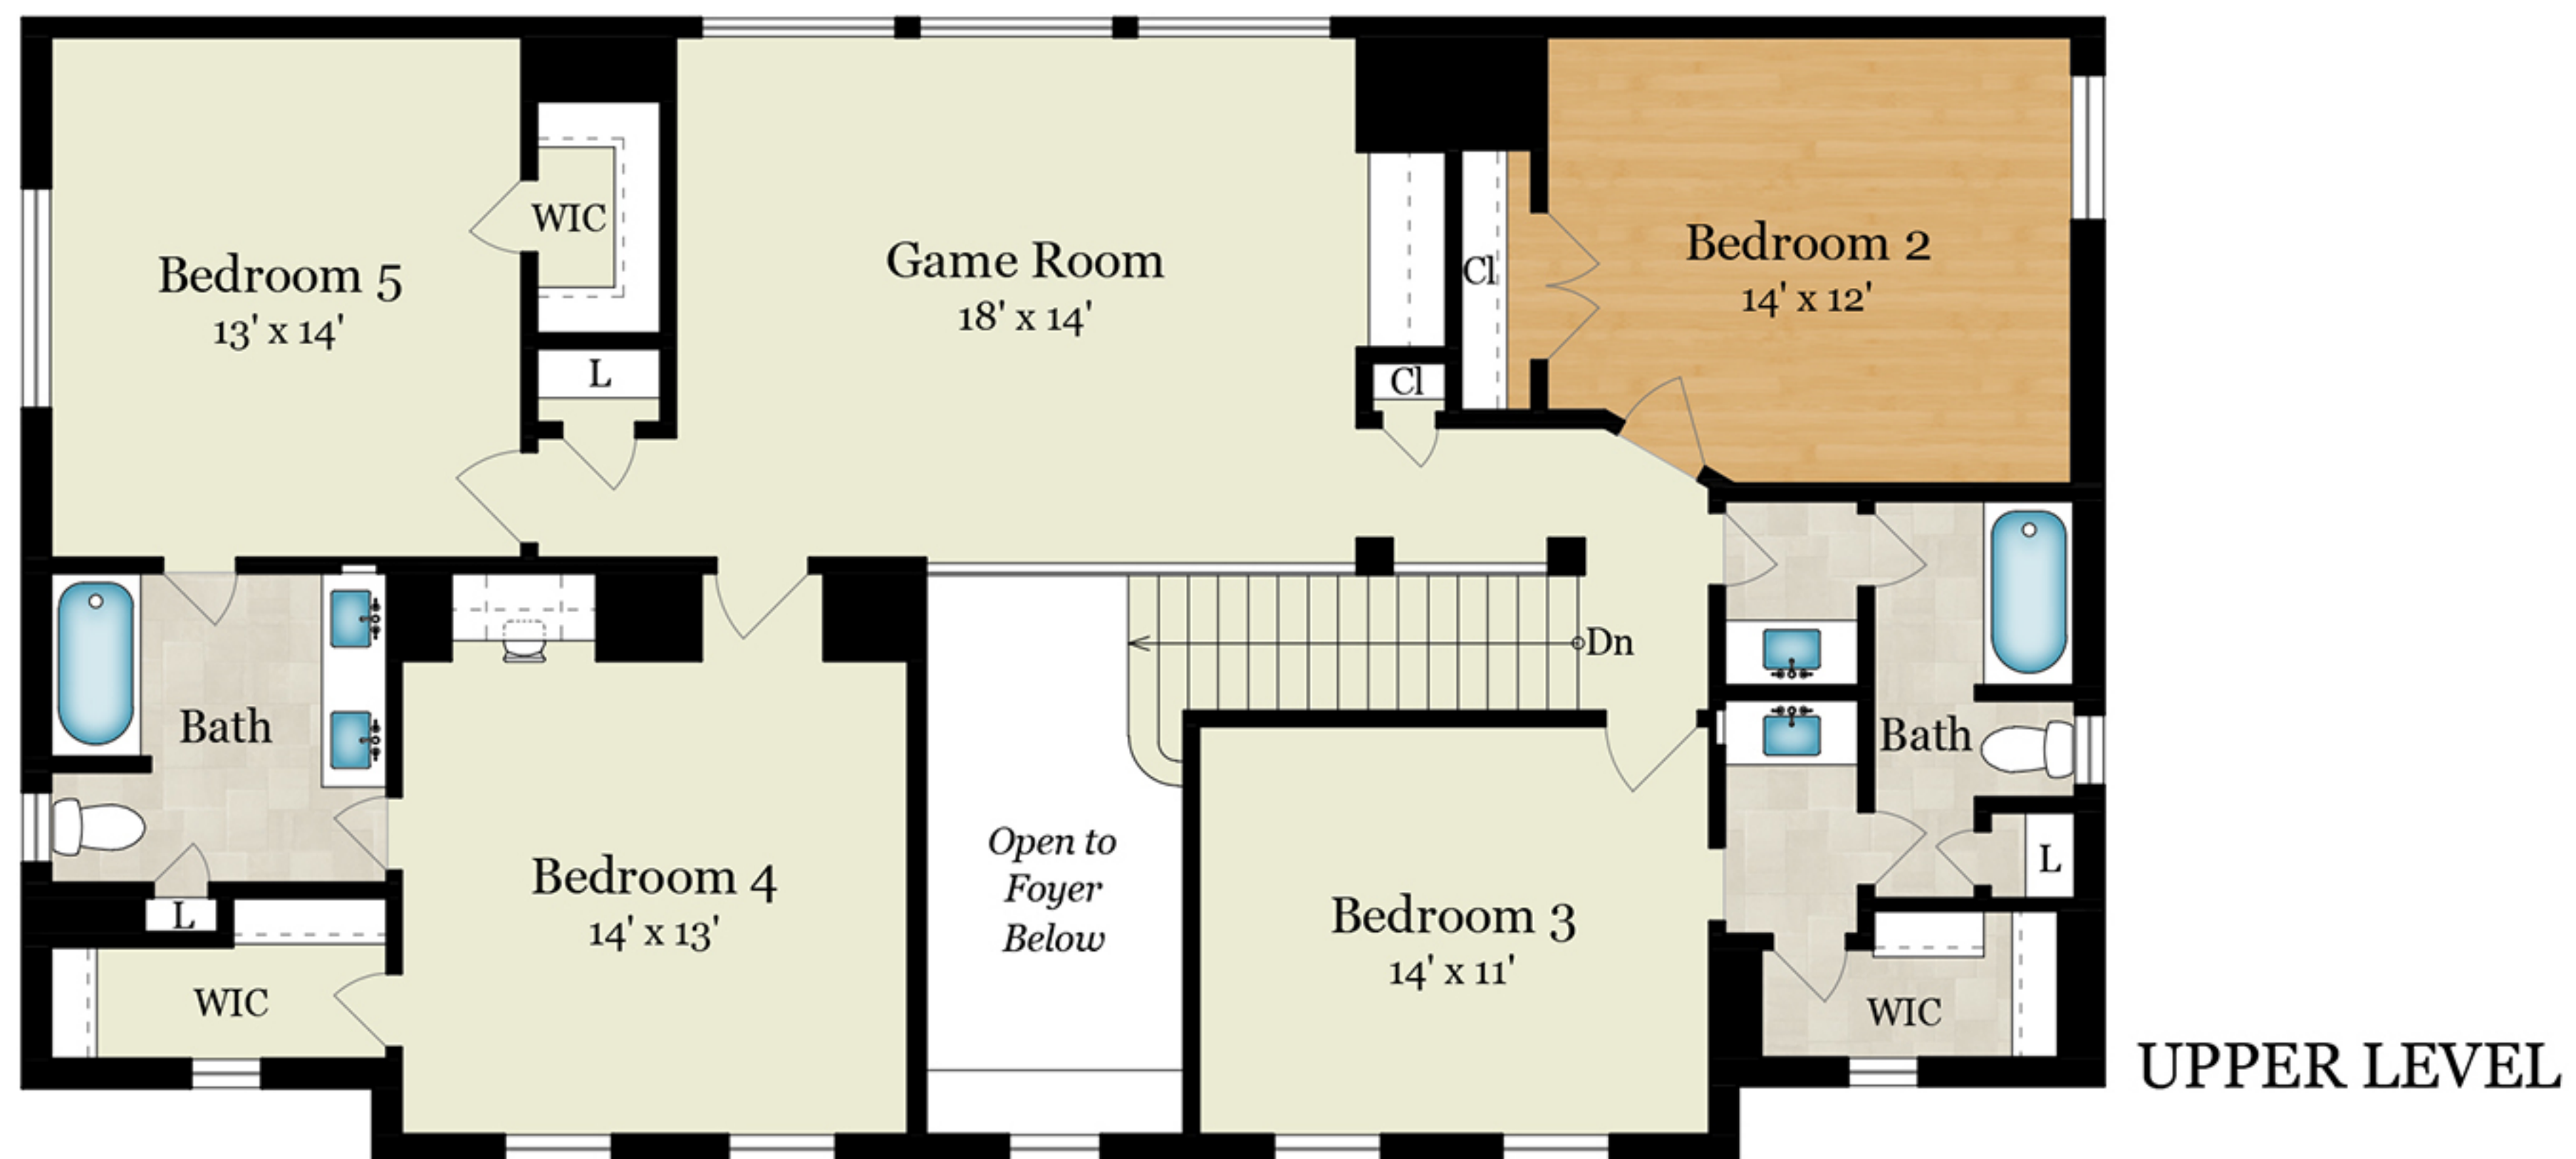 Bedroom 5
13' x 14'
WIC
L
Game Room
18' x 14'
Cl
Cl
Bedroom 2
14' x 12'
Dn
Bath
L
WIC
Bedroom 4
14' x 13'
Open to
Foyer
Below
Bedroom 3
14' x 11'
Bath
L
WIC
UPPER LEVEL